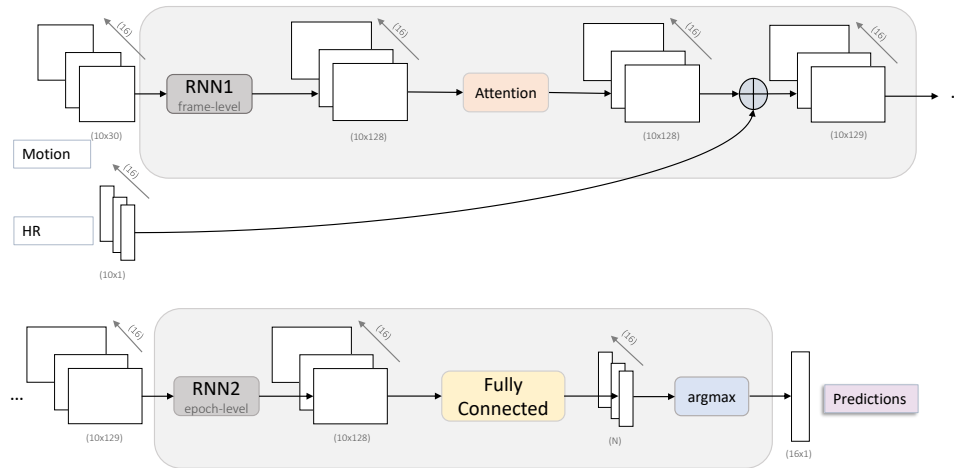 (16)
(16)
(16)
(16)
RNN1
frame-level
Attention
(10x30)
(10x128)
(10x128)
(10x129)
...
Motion
(16)
HR
(10x1)
(16)
(16)
(16)
...
RNN2
epoch-level
Fully
Connected
argmax
Predictions
(10x129)
(10x128)
(N)
(16x1)